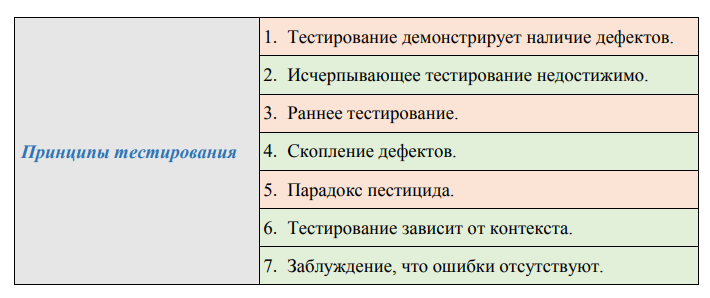 Принципы тестирования
1. Тестирование демонстрирует наличие дефектов.
2. Исчерпывающее тестирование недостижимо.
3. Раннее тестирование.
4. Скопление дефектов.
5. Парадокс пестицида.
6. Тестирование зависит от контекста.
7. Заблуждение, что ошибки отсутствуют.